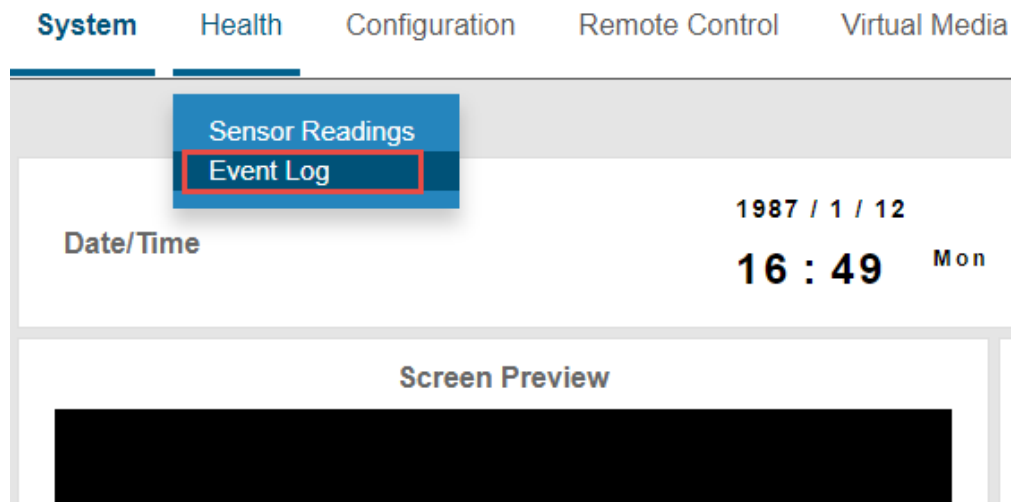 System Health Configuration Remote Control Virtual Media
Sensor Readings
Event Log
1987 / 1 / 12
Date/Time
16 : 49 Mon
Screen Preview